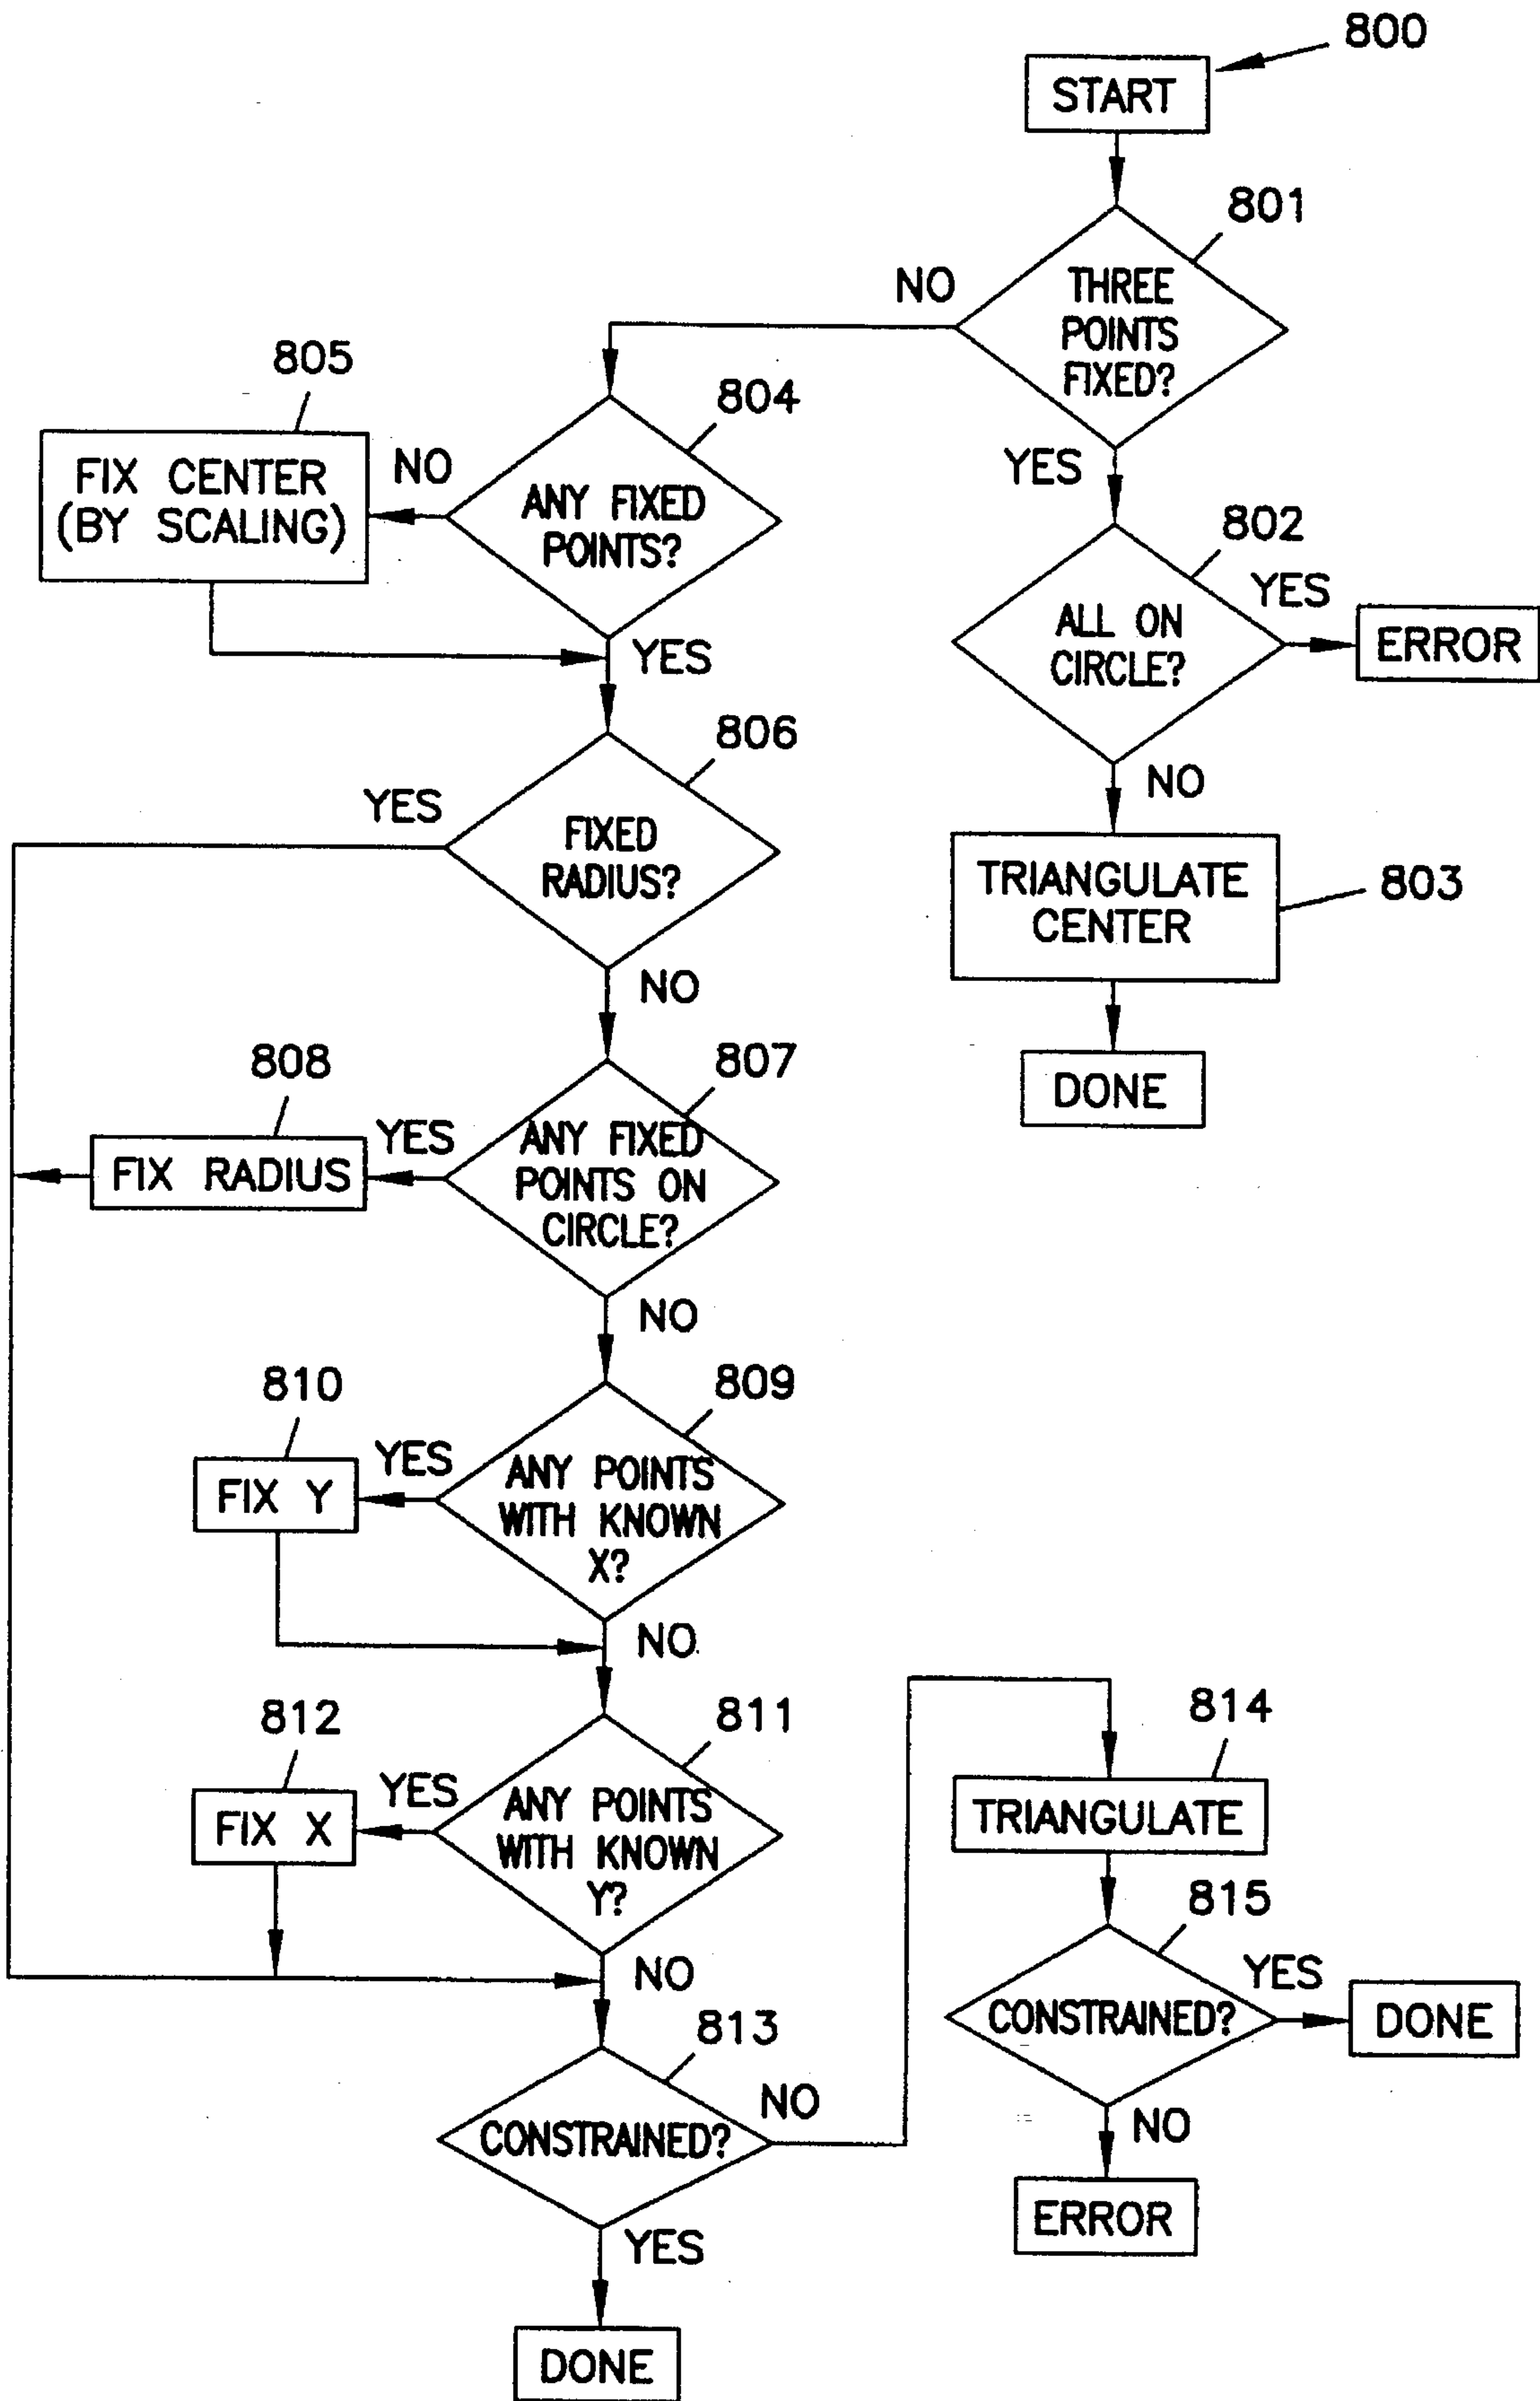 800
START
801
THREE
POINTS
FIXED?
NO
YES
805
FIX CENTER
(BY SCALING)
NO
804
ANY FIXED
POINTS?
YES
802
ALL ON
CIRCLE?
YES
ERROR
NO
806
FIXED
RADIUS?
YES
NO
TRIANGULATE
CENTER
803
DONE
808
FIX RADIUS
YES
807
ANY FIXED
POINTS ON
CIRCLE?
NO
810
FIX Y
YES
809
ANY POINTS
WITH KNOWN
X?
NO
812
FIX X
YES
811
ANY POINTS
WITH KNOWN
Y?
NO
813
CONSTRAINED?
NO
YES
DONE
814
TRIANGULATE
815
CONSTRAINED?
YES
DONE
NO
ERROR